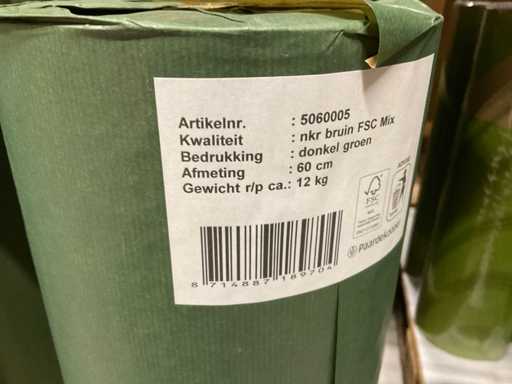 Artikelnr. : 5060005
Kwaliteit : nkr bruin FSC Mix
Bedrukking : donkel groen
Afmeting : 60 cm
Gewicht r/p ca.: 12 kg
FSC
8 714887 189704